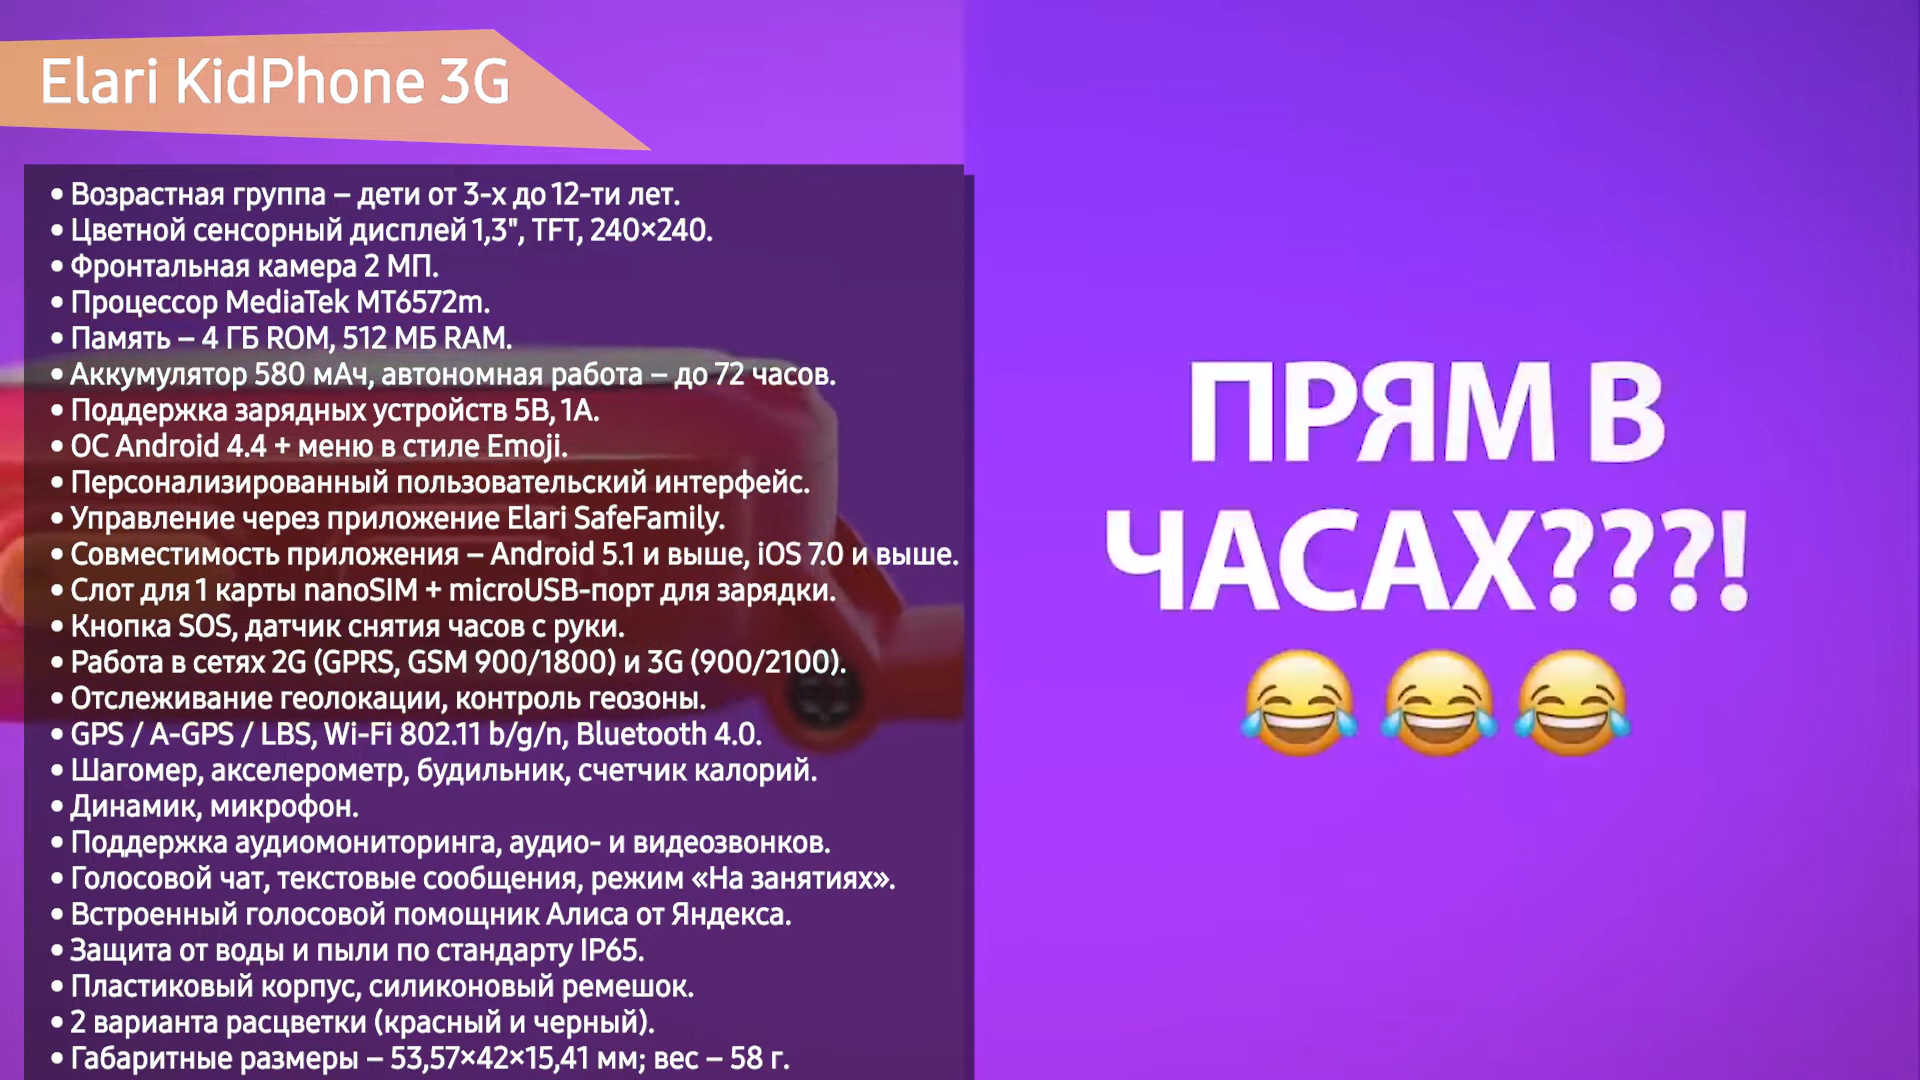 Elari KidPhone 3G
• Возрастная группа – дети от 3-х до 12-ти лет.
• Цветной сенсорный дисплей 1,3", TFT, 240×240.
• Фронтальная камера 2 МП.
• Процессор MediaTek MT6572m.
• Память – 4 ГБ ROM, 512 МБ RAM.
• Аккумулятор 580 мАч, автономная работа – до 72 часов.
• Поддержка зарядных устройств 5В, 1А.
• ОС Android 4.4 + меню в стиле Emoji.
• Персонализированный пользовательский интерфейс.
• Управление через приложение Elari SafeFamily.
• Совместимость приложения – Android 5.1 и выше, iOS 7.0 и выше.
• Слот для 1 карты nanoSIM + microUSB-порт для зарядки.
• Кнопка SOS, датчик снятия часов с руки.
• Работа в сетях 2G (GPRS, GSM 900/1800) и 3G (900/2100).
• Отслеживание геолокации, контроль геозоны.
• GPS / A-GPS / LBS, Wi-Fi 802.11 b/g/n, Bluetooth 4.0.
• Шагомер, акселерометр, будильник, счетчик калорий.
• Динамик, микрофон.
• Поддержка аудиомониторинга, аудио- и видеозвонков.
• Голосовой чат, текстовые сообщения, режим «На занятиях».
• Встроенный голосовой помощник Алиса от Яндекса.
• Защита от воды и пыли по стандарту IP65.
• Пластиковый корпус, силиконовый ремешок.
• 2 варианта расцветки (красный и черный).
• Габаритные размеры – 53,57×42×15,41 мм; вес – 58 г.
ПРЯМ В
ЧАСАХ???!
😂 😂 😂